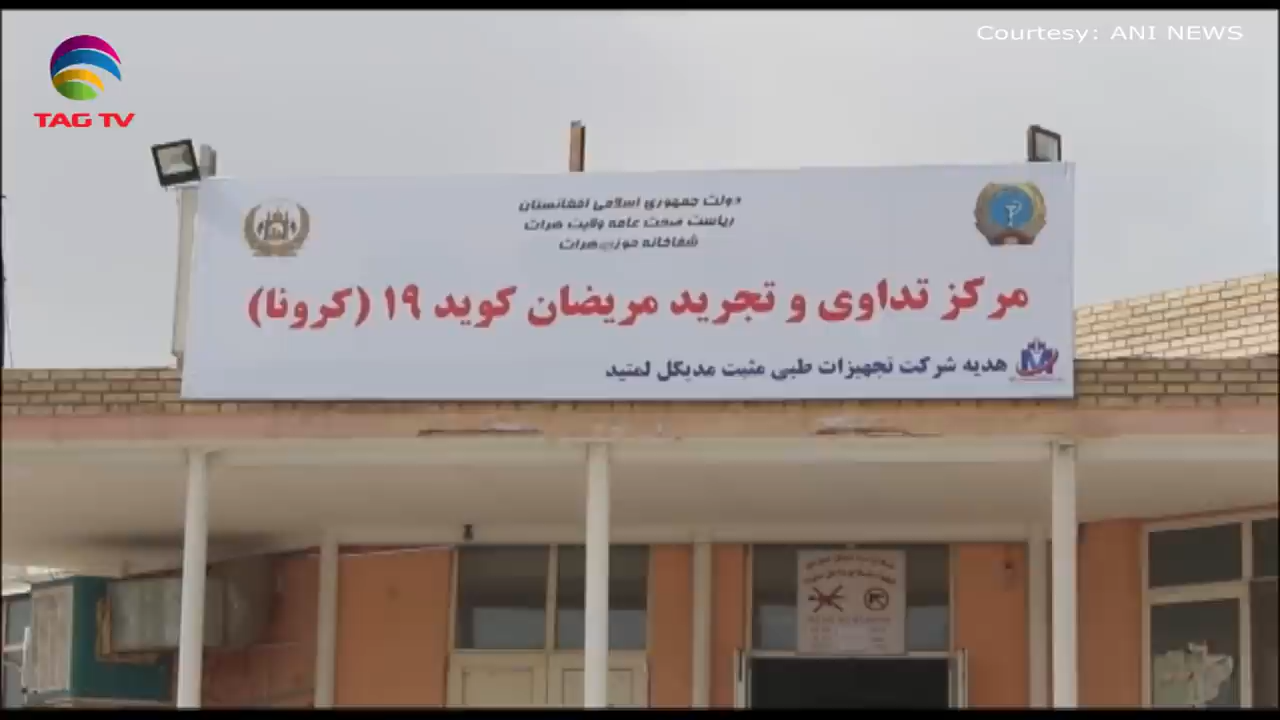 Courtesy: ANI NEWS
TAG TV
دولت جمهوری اسلامی افغانستان
ریاست صحت عامه ولایت هرات
شفاخانه حوزوی هرات
مرکز تداوی و تجرید مریضان کوید ۱۹ (کرونا)
هدیه شرکت تجهیزات طبی مثبت مدیکل لمتید